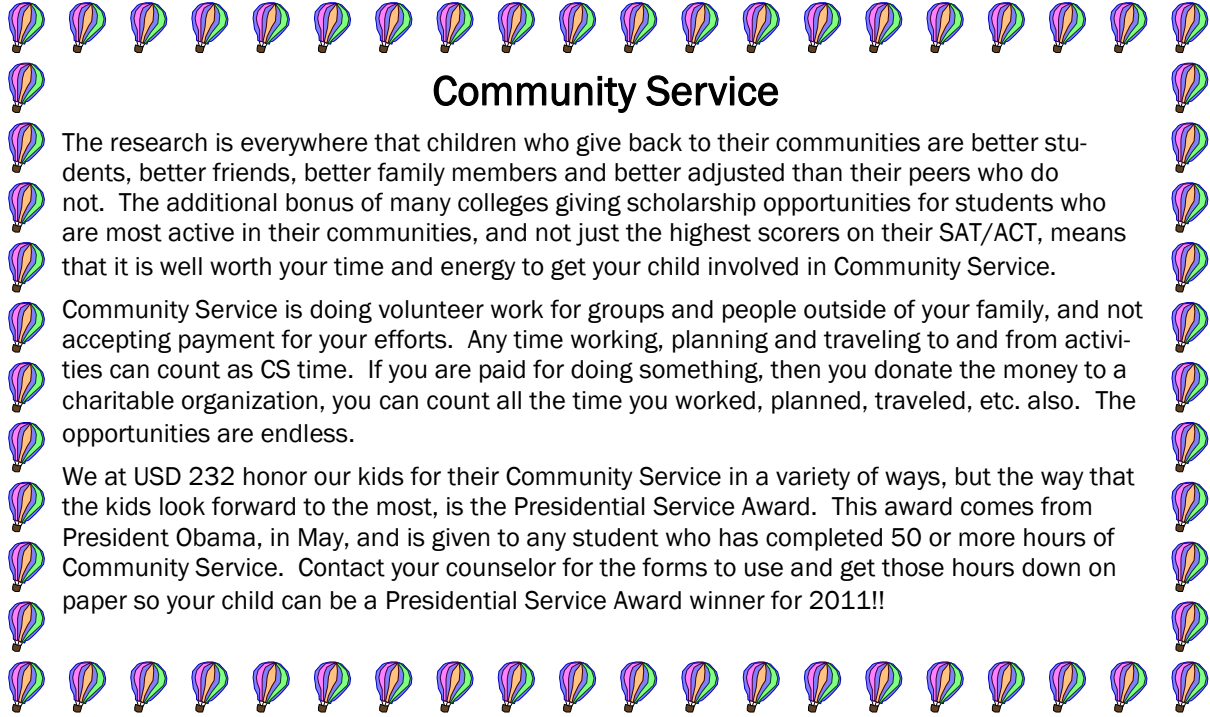 Community Service
The research is everywhere that children who give back to their communities are better stu-
dents, better friends, better family members and better adjusted than their peers who do
not.  The additional bonus of many colleges giving scholarship opportunities for students who
are most active in their communities, and not just the highest scorers on their SAT/ACT, means
that it is well worth your time and energy to get your child involved in Community Service.
Community Service is doing volunteer work for groups and people outside of your family, and not
accepting payment for your efforts.  Any time working, planning and traveling to and from activi-
ties can count as CS time.  If you are paid for doing something, then you donate the money to a
charitable organization, you can count all the time you worked, planned, traveled, etc. also.  The
opportunities are endless.
We at USD 232 honor our kids for their Community Service in a variety of ways, but the way that
the kids look forward to the most, is the Presidential Service Award.  This award comes from
President Obama, in May, and is given to any student who has completed 50 or more hours of
Community Service.  Contact your counselor for the forms to use and get those hours down on
paper so your child can be a Presidential Service Award winner for 2011!!